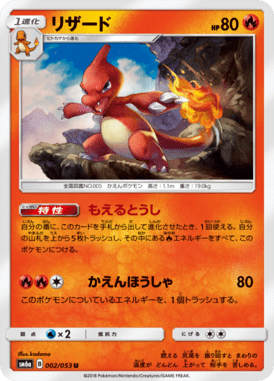 1進化
リザード
HP 80
ヒトカゲから進化
全国図鑑NO.005 かえんポケモン 高さ：1.1m 重さ：19.0kg
特性 もえるとうし
自分の番に、このカードを手札から出して進化させたとき、1回使える。自
分の山札を上から5枚トラッシュし、その中にあるエネルギーをすべて、こ
のポケモンにつける。
かえんほうしゃ 80
このポケモンについているエネルギーを、1個トラッシュする。
弱点 ×2 抵抗力 にげる
illus. kodama
SM6a 002/053 U
©2018 Pokémon/Nintendo/Creatures/GAME FREAK.